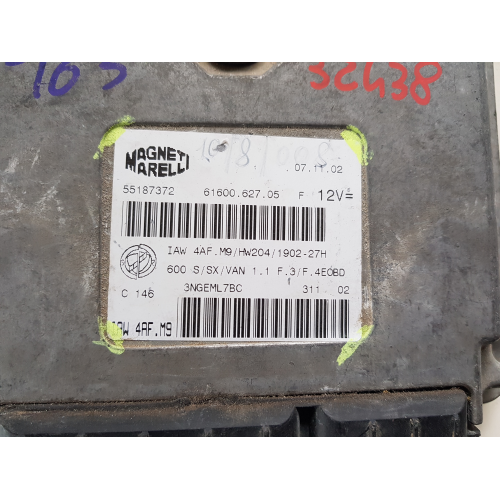 32438
MAGNETI
MARELLI
07.11.02
55187372 61600.627.05 F 12V=
IAW 4AF.M9/HW204/1902-27H
600 S/SX/VAN 1.1 F.3/F.4EOBD
C 146 3NGEML7BC 311 02
IAW 4AF.M9